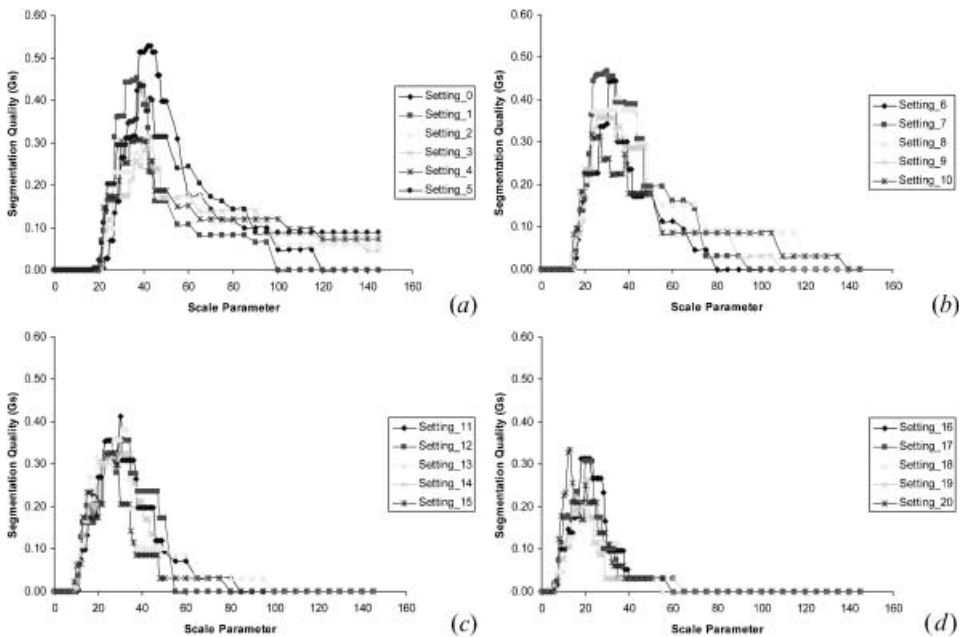 Segmentation Quality (Gs)
0.60
0.50
0.40
0.30
0.20
0.10
0.00
0 20 40 60 80 100 120 140 160
Scale Parameter
Setting_0
Setting_1
Setting_2
Setting_3
Setting_4
Setting_5
(a)
Segmentation Quality (Gs)
0.60
0.50
0.40
0.30
0.20
0.10
0.00
0 20 40 60 80 100 120 140 160
Scale Parameter
Setting_6
Setting_7
Setting_8
Setting_9
Setting_10
(b)
Segmentation Quality (Gs)
0.60
0.50
0.40
0.30
0.20
0.10
0.00
0 20 40 60 80 100 120 140 160
Scale Parameter
Setting_11
Setting_12
Setting_13
Setting_14
Setting_15
(c)
Segmentation Quality (Gs)
0.60
0.50
0.40
0.30
0.20
0.10
0.00
0 20 40 60 80 100 120 140 160
Scale Parameter
Setting_16
Setting_17
Setting_18
Setting_19
Setting_20
(d)